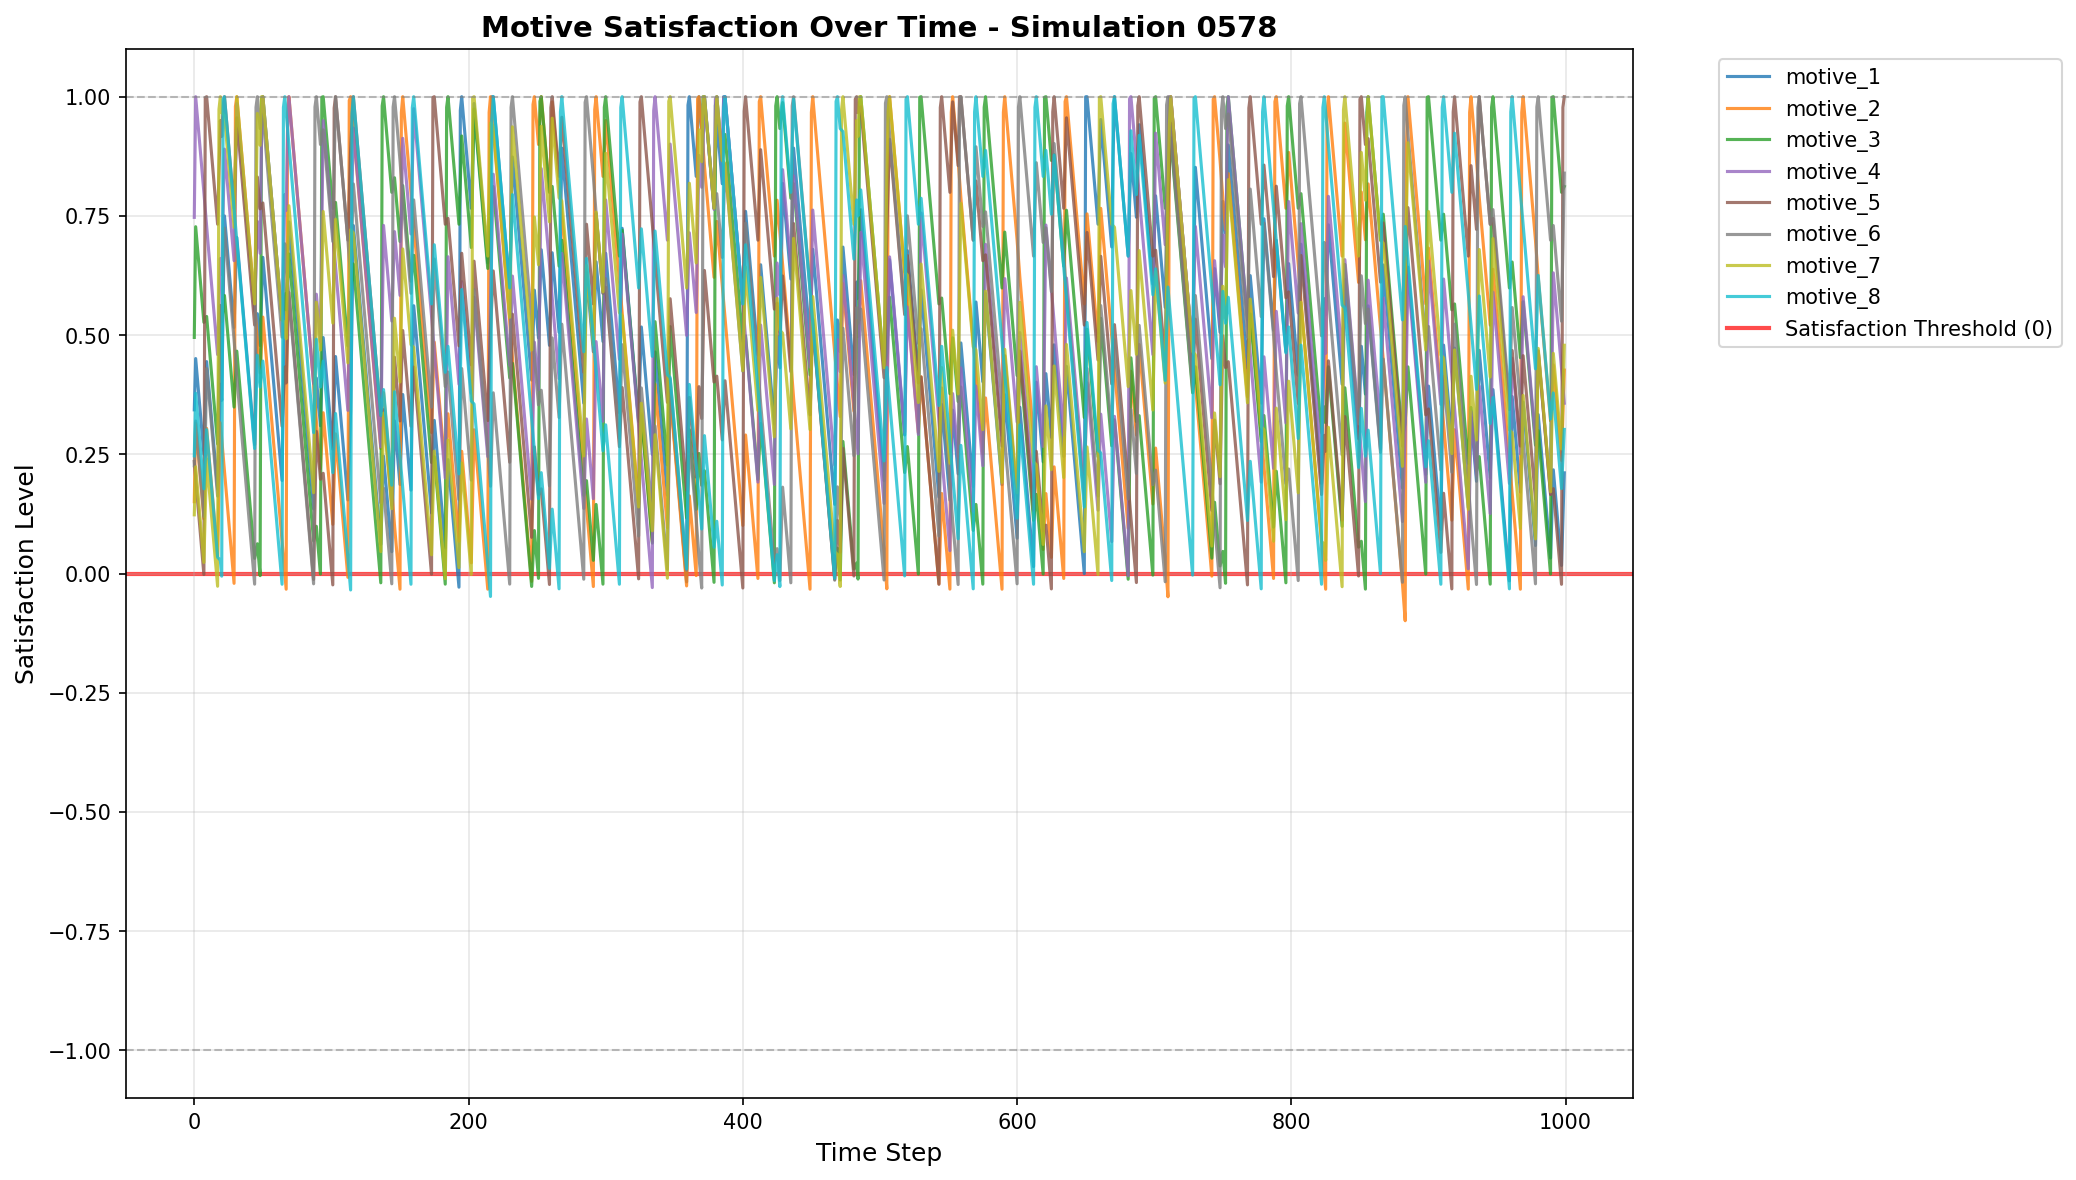 Motive Satisfaction Over Time - Simulation 0578
motive_1
motive_2
motive_3
motive_4
motive_5
motive_6
motive_7
motive_8
Satisfaction Threshold (0)
Satisfaction Level
1.00
0.75
0.50
0.25
0.00
−0.25
−0.50
−0.75
−1.00
0 200 400 600 800 1000
Time Step